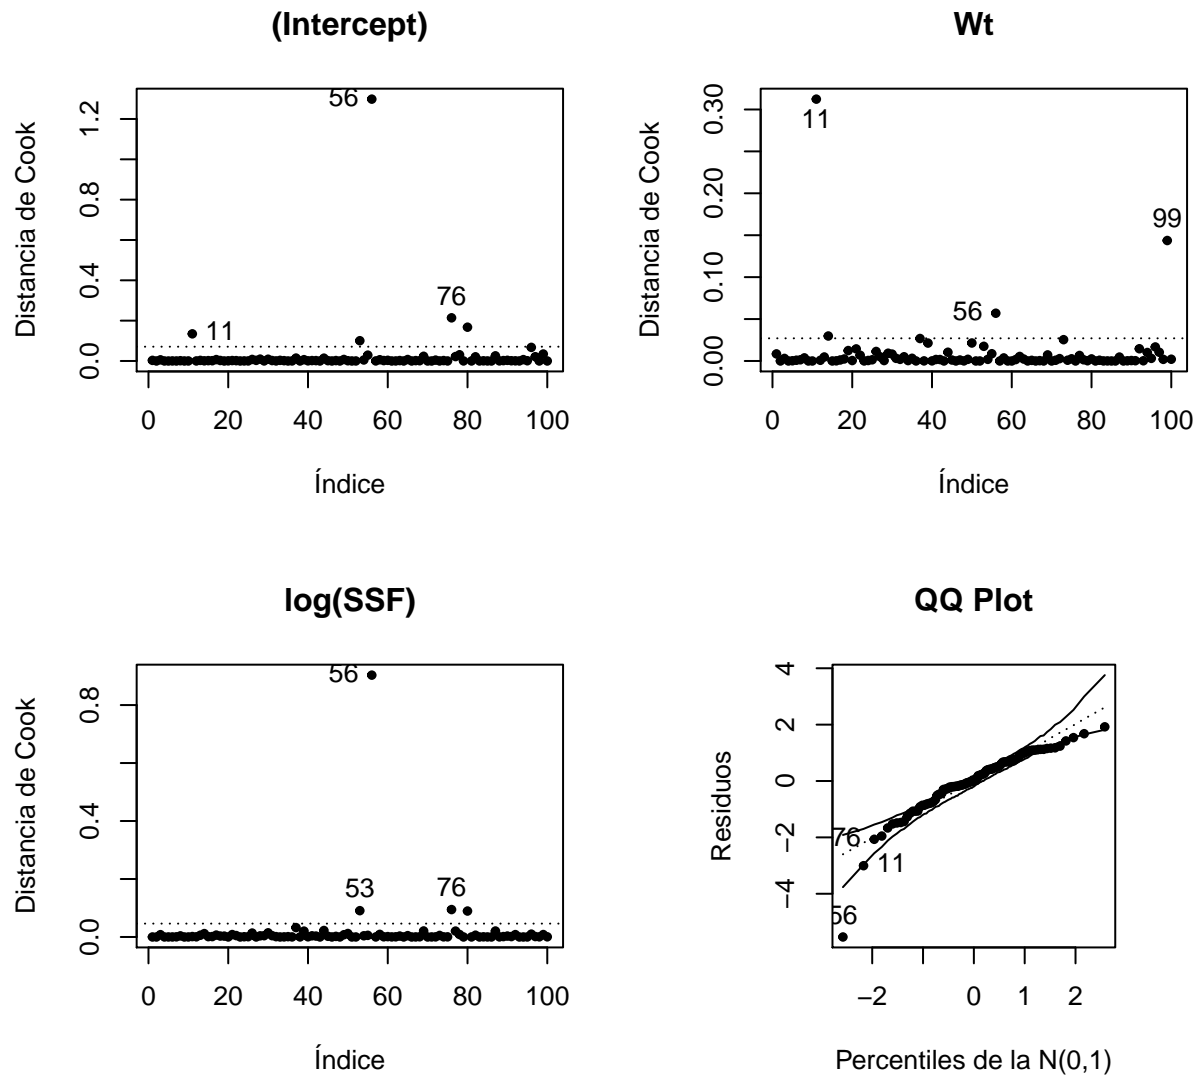 (Intercept)
Distancia de Cook
0.0 0.4 0.8 1.2
56
11
76
0 20 40 60 80 100
Índice
Wt
Distancia de Cook
0.00 0.10 0.20 0.30
11
99
56
0 20 40 60 80 100
Índice
log(SSF)
Distancia de Cook
0.0 0.4 0.8
56
53
76
0 20 40 60 80 100
Índice
QQ Plot
Residuos
−4 −2 0 2 4
76
11
56
−2 0 1 2
Percentiles de la N(0,1)